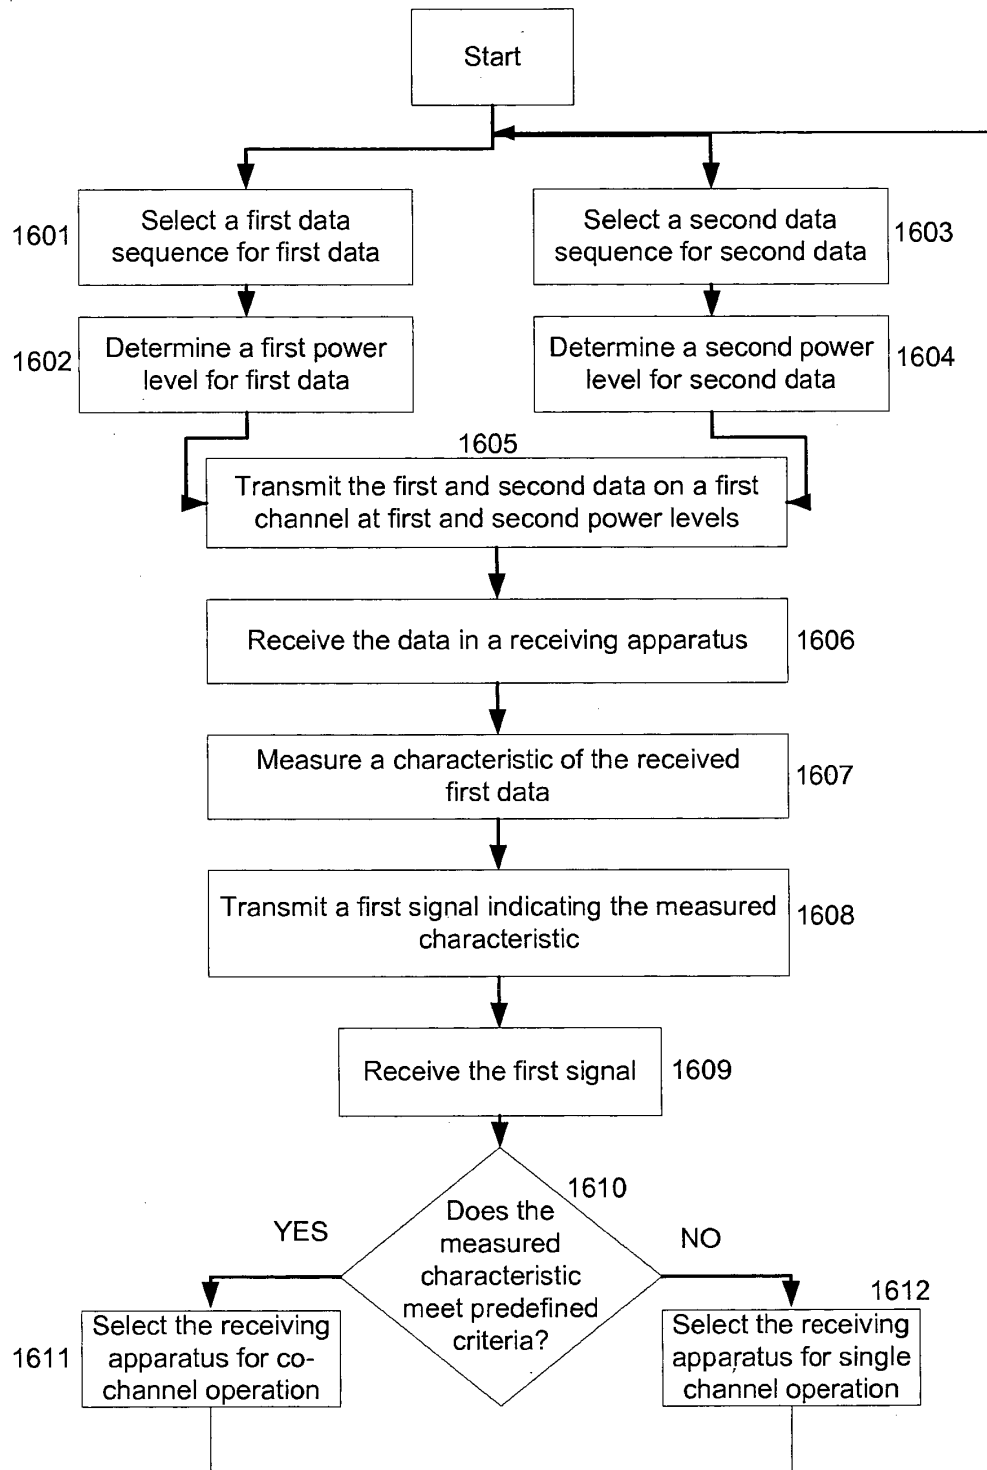 Start
1601
Select a first data
sequence for first data
Select a second data
sequence for second data
1603
1602
Determine a first power
level for first data
Determine a second power
level for second data
1604
1605
Transmit the first and second data on a first
channel at first and second power levels
Receive the data in a receiving apparatus
1606
Measure a characteristic of the received
first data
1607
Transmit a first signal indicating the measured
characteristic
1608
Receive the first signal
1609
1610
Does the
measured
characteristic
meet predefined
criteria?
YES
NO
1611
Select the receiving
apparatus for co-
channel operation
1612
Select the receiving
apparatus for single
channel operation